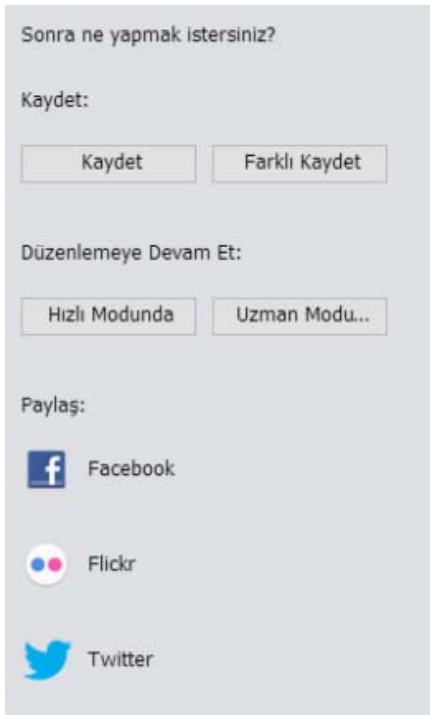 Sonra ne yapmak istersiniz?
Kaydet:
Kaydet Farklı Kaydet
Düzenlemeye Devam Et:
Hızlı Modunda Uzman Modu...
Paylaş:
Facebook
Flickr
Twitter